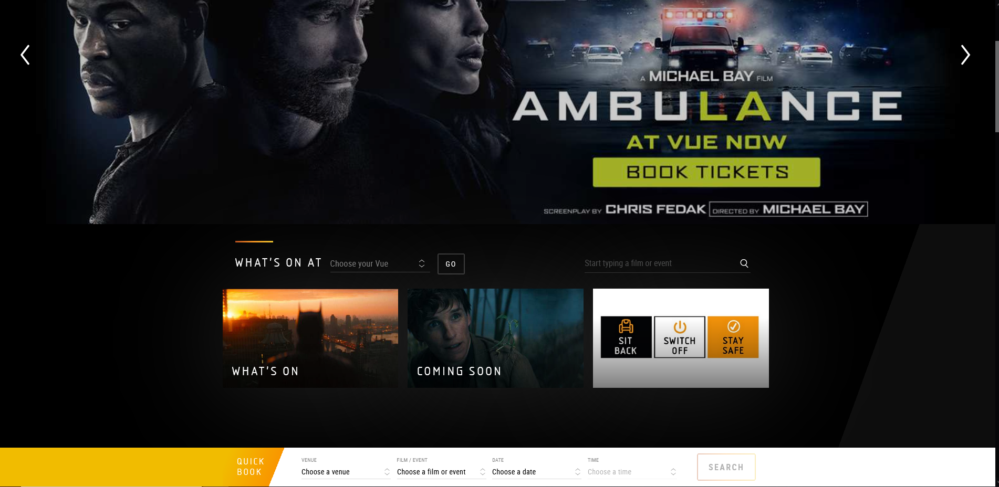 A MICHAEL BAY FILM
AMBULANCE
AT VUE NOW
BOOK TICKETS
SCREENPLAY BY CHRIS FEDAK DIRECTED BY MICHAEL BAY
WHAT'S ON AT Choose your Vue GO Start typing a film or event
WHAT'S ON
COMING SOON
SIT
BACK
SWITCH
OFF
STAY
SAFE
QUICK
BOOK
VENUE
Choose a venue
FILM / EVENT
Choose a film or event
DATE
Choose a date
TIME
Choose a time
SEARCH